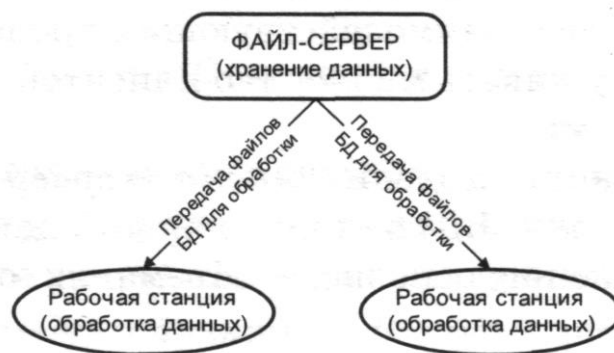 ФАЙЛ-СЕРВЕР
(хранение данных)
Передача файлов
БД для обработки
Передача файлов
БД для обработки
Рабочая станция
(обработка данных)
Рабочая станция
(обработка данных)